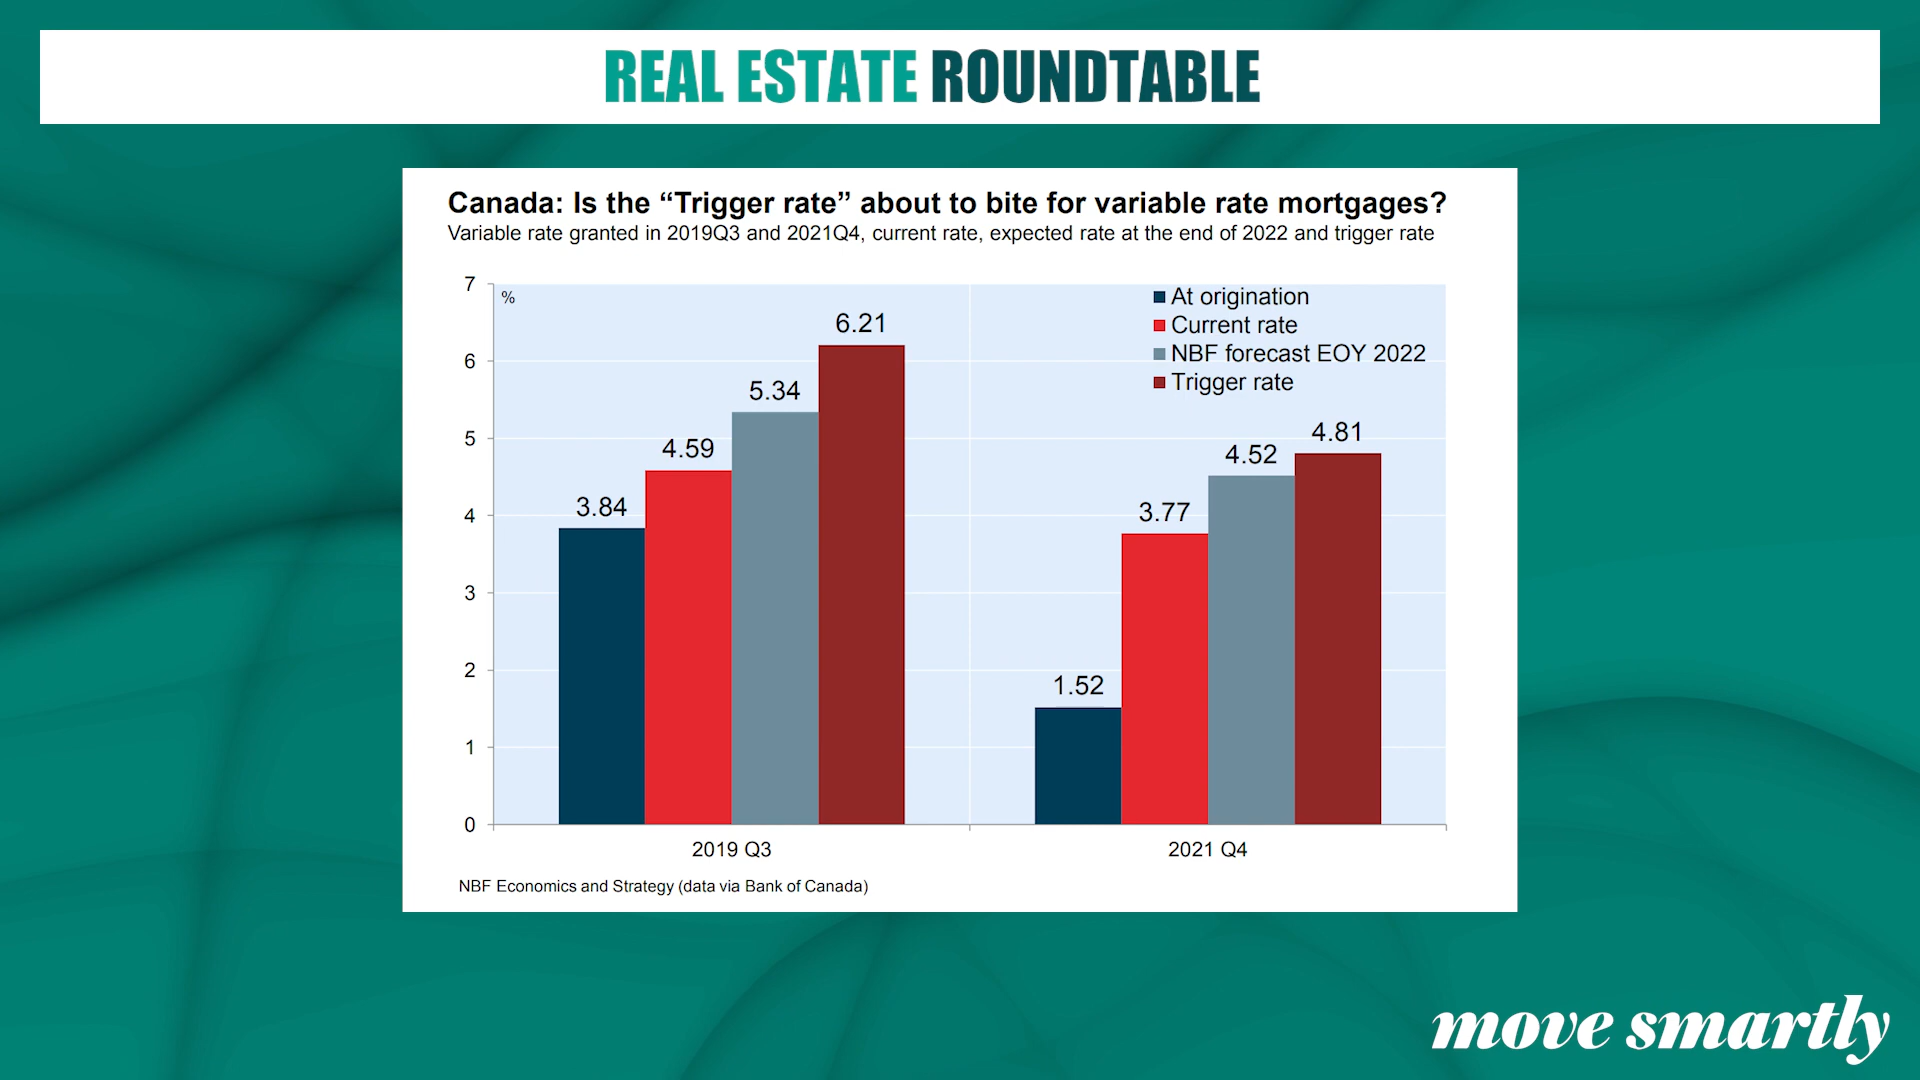 REAL ESTATE ROUNDTABLE
Canada: Is the “Trigger rate” about to bite for variable rate mortgages?
Variable rate granted in 2019Q3 and 2021Q4, current rate, expected rate at the end of 2022 and trigger rate
%
7
6
5
4
3
2
1
0
At origination
Current rate
NBF forecast EOY 2022
Trigger rate
3.84
4.59
5.34
6.21
1.52
3.77
4.52
4.81
2019 Q3
2021 Q4
NBF Economics and Strategy (data via Bank of Canada)
move smartly